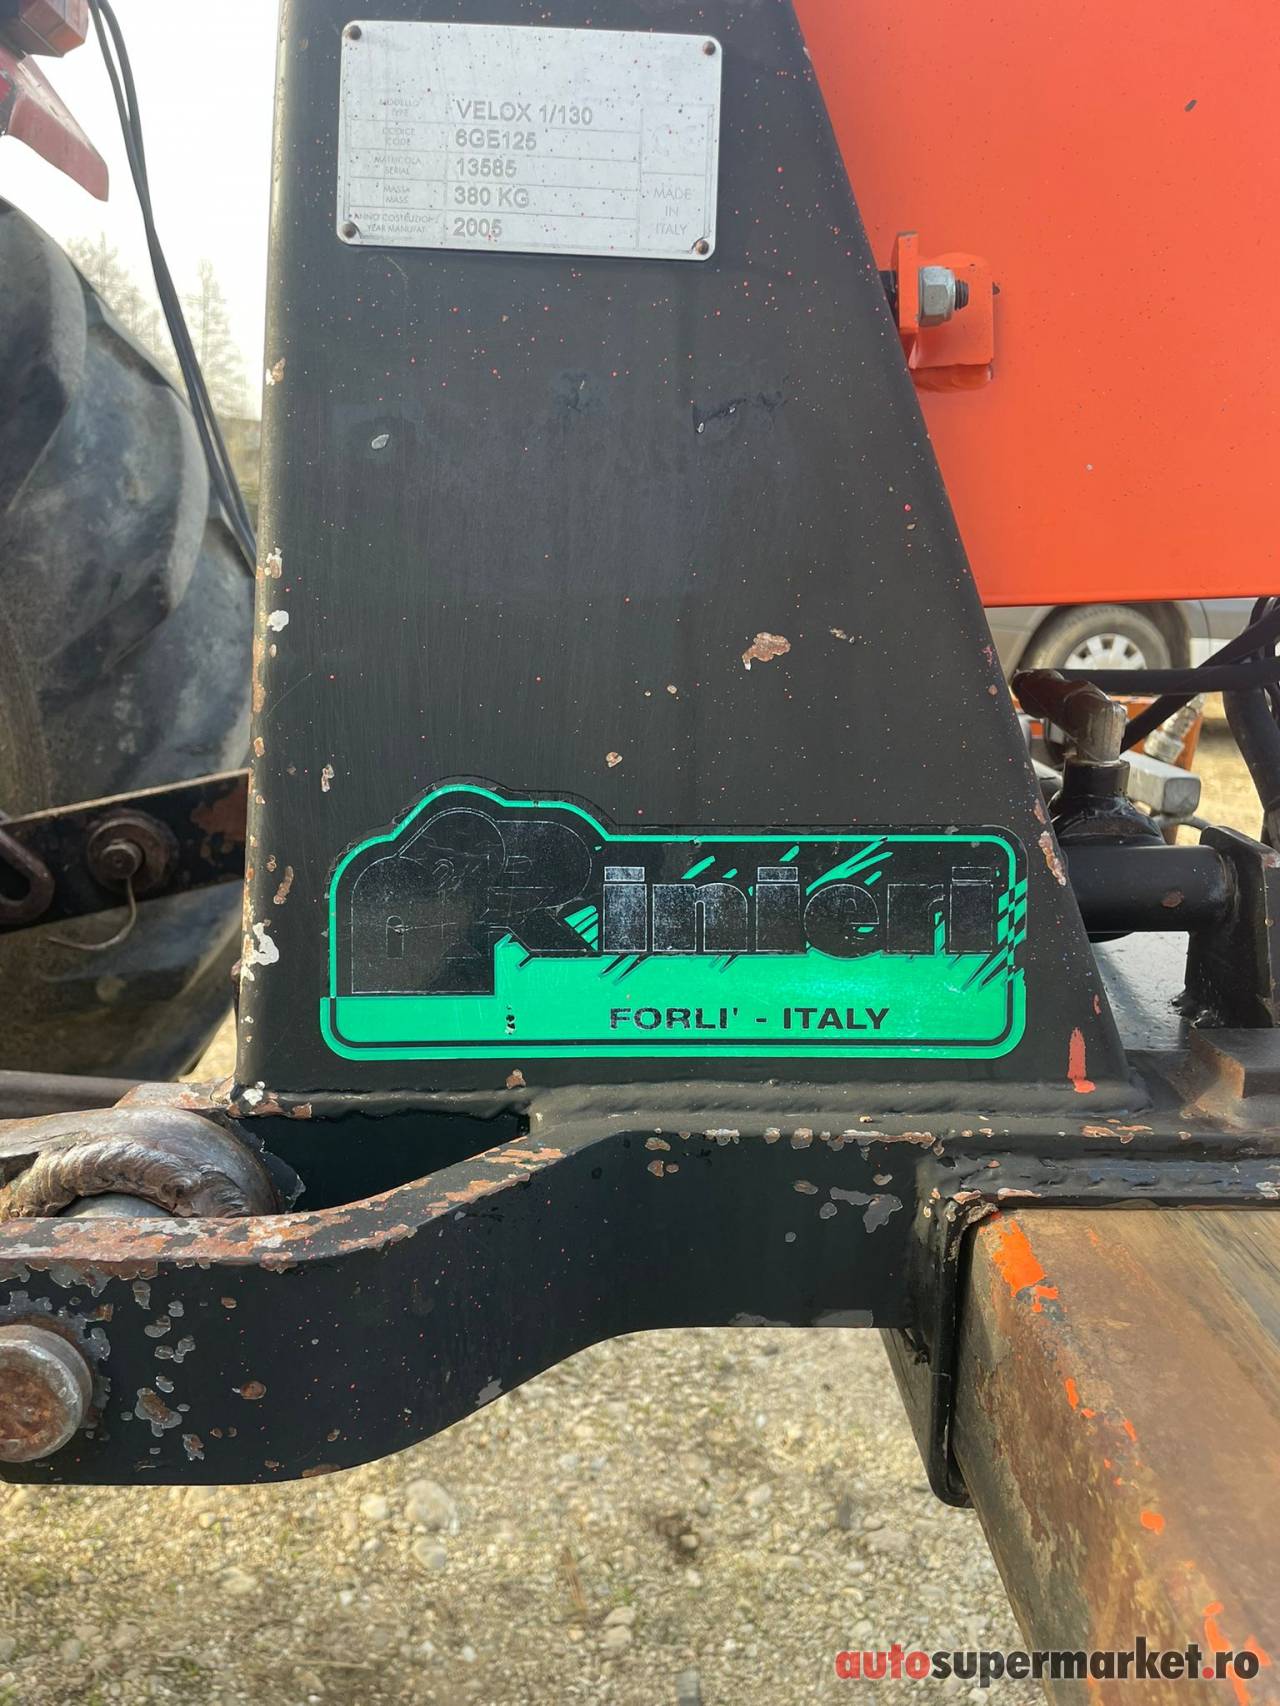 MODELLO
TYPE
VELOX 1/130
CODICE
CODE
6GE125
MATRICOLA
SERIAL
13585
MASSA
MASS
380 KG
ANNO COSTRUZIONE
YEAR MANUFAT.
2005
MADE
IN
ITALY
Rinieri
FORLI' - ITALY
autosupermarket.ro